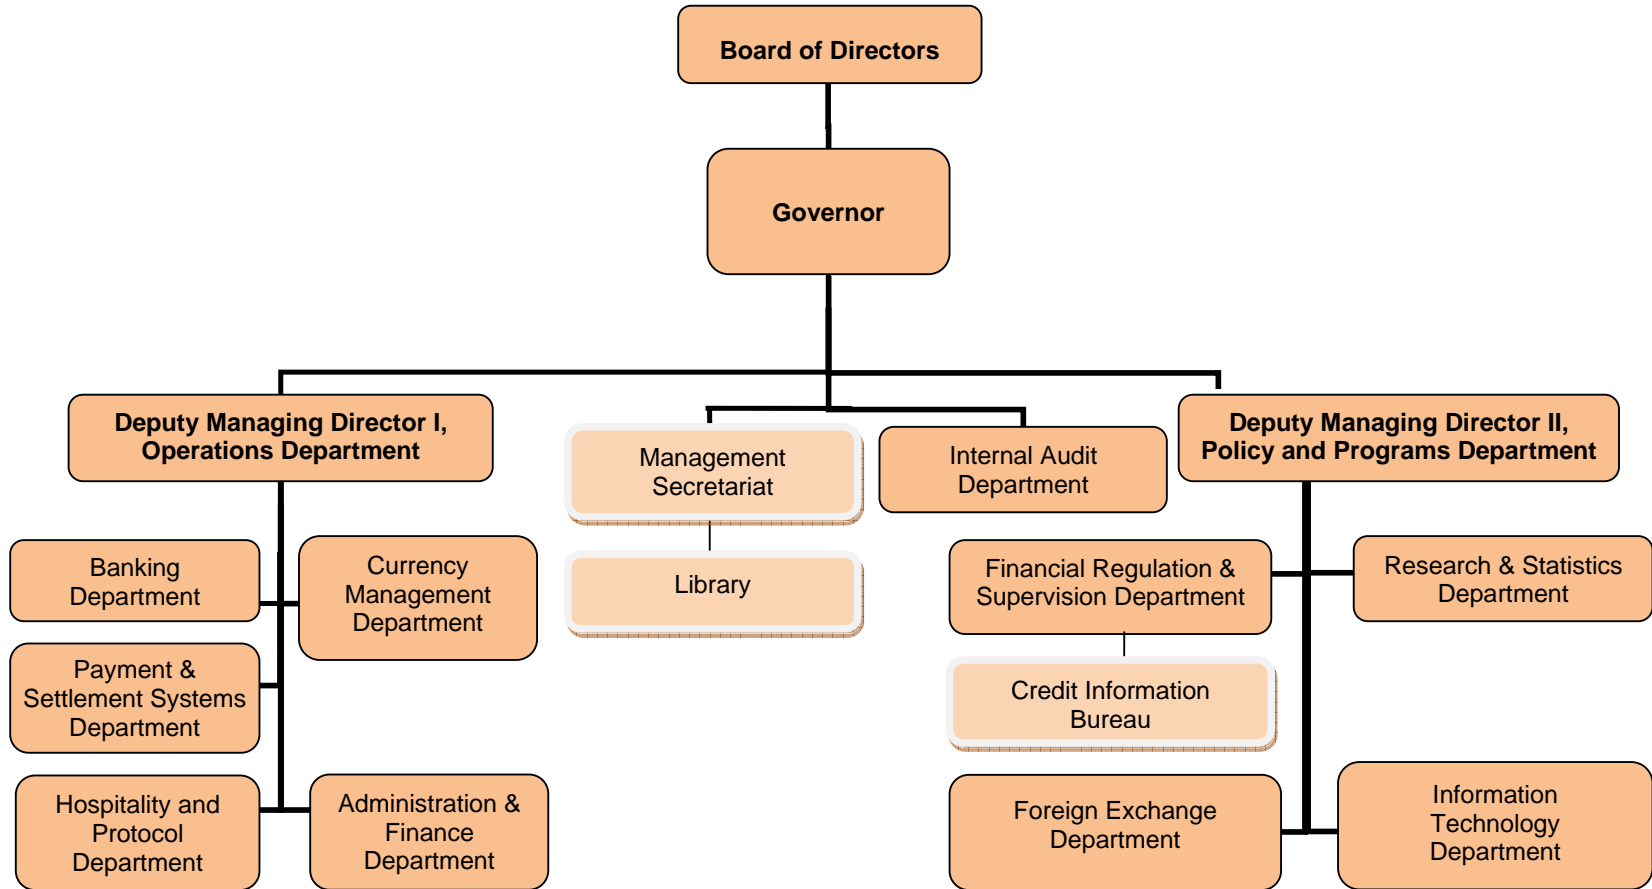 Board of Directors
Governor
Deputy Managing Director I,
Operations Department
Management
Secretariat
Internal Audit
Department
Deputy Managing Director II,
Policy and Programs Department
Banking
Department
Currency
Management
Department
Library
Financial Regulation &
Supervision Department
Research & Statistics
Department
Payment &
Settlement Systems
Department
Credit Information
Bureau
Hospitality and
Protocol
Department
Administration &
Finance
Department
Foreign Exchange
Department
Information
Technology
Department